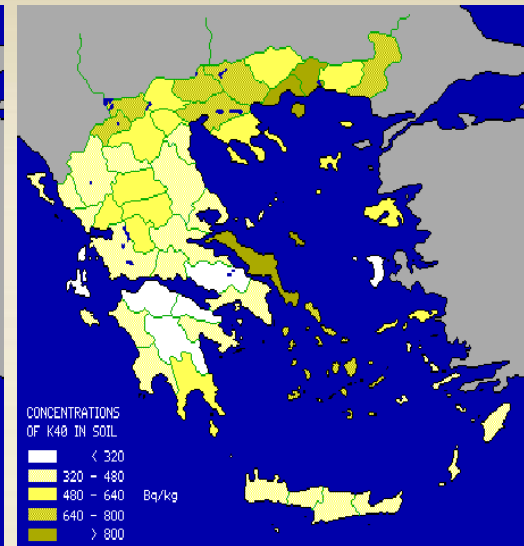 CONCENTRATIONS
OF K40 IN SOIL
< 320
320 - 480
480 - 640 Bq/kg
640 - 800
> 800